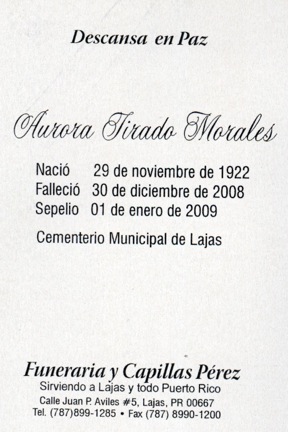 Descansa en Paz
Aurora Tirado Morales
Nació 29 de noviembre de 1922
Falleció 30 de diciembre de 2008
Sepelio 01 de enero de 2009
Cementerio Municipal de Lajas
Funeraria y Capillas Pérez
Sirviendo a Lajas y todo Puerto Rico
Calle Juan P. Aviles #5, Lajas, PR 00667
Tel. (787)899-1285 • Fax (787) 8990-1200